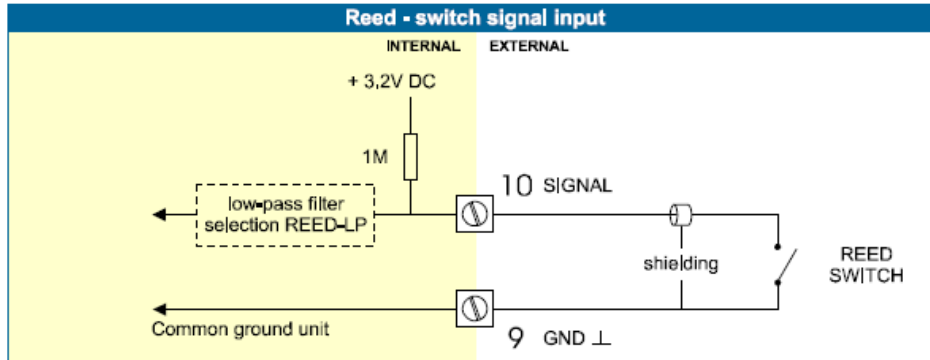 Reed - switch signal input
INTERNAL EXTERNAL
+ 3,2V DC
1M
10 SIGNAL
low-pass filter
selection REED-LP
shielding
REED
SWITCH
Common ground unit
9 GND ⊥